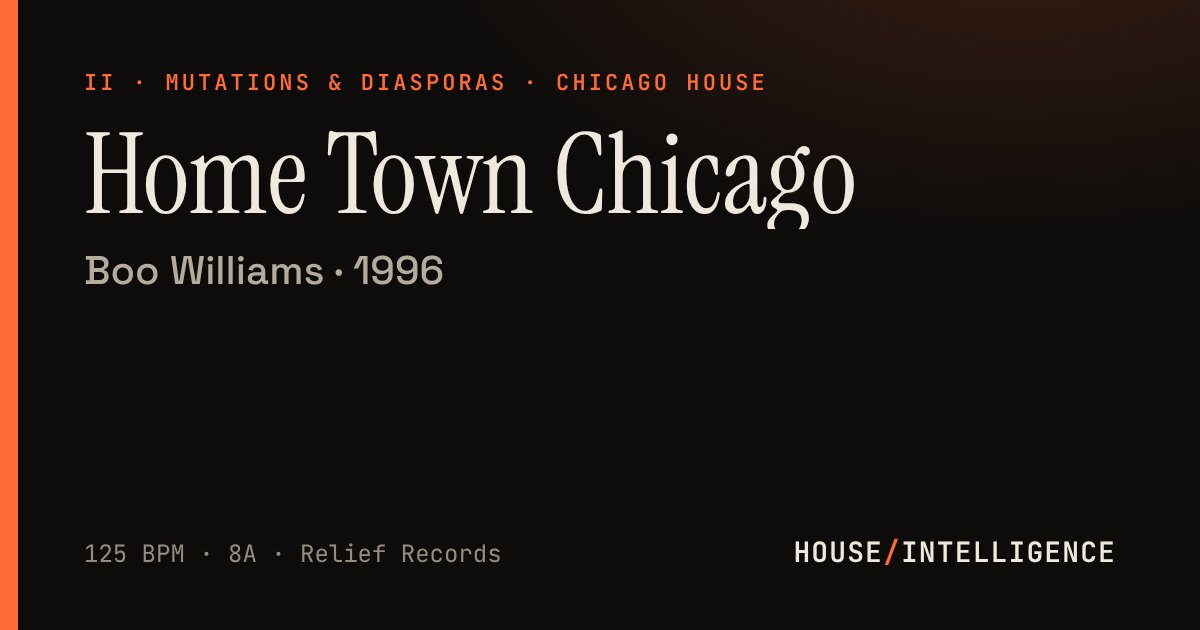 II · MUTATIONS & DIASPORAS · CHICAGO HOUSE
Home Town Chicago
Boo Williams · 1996
125 BPM · 8A · Relief Records
HOUSE/INTELLIGENCE